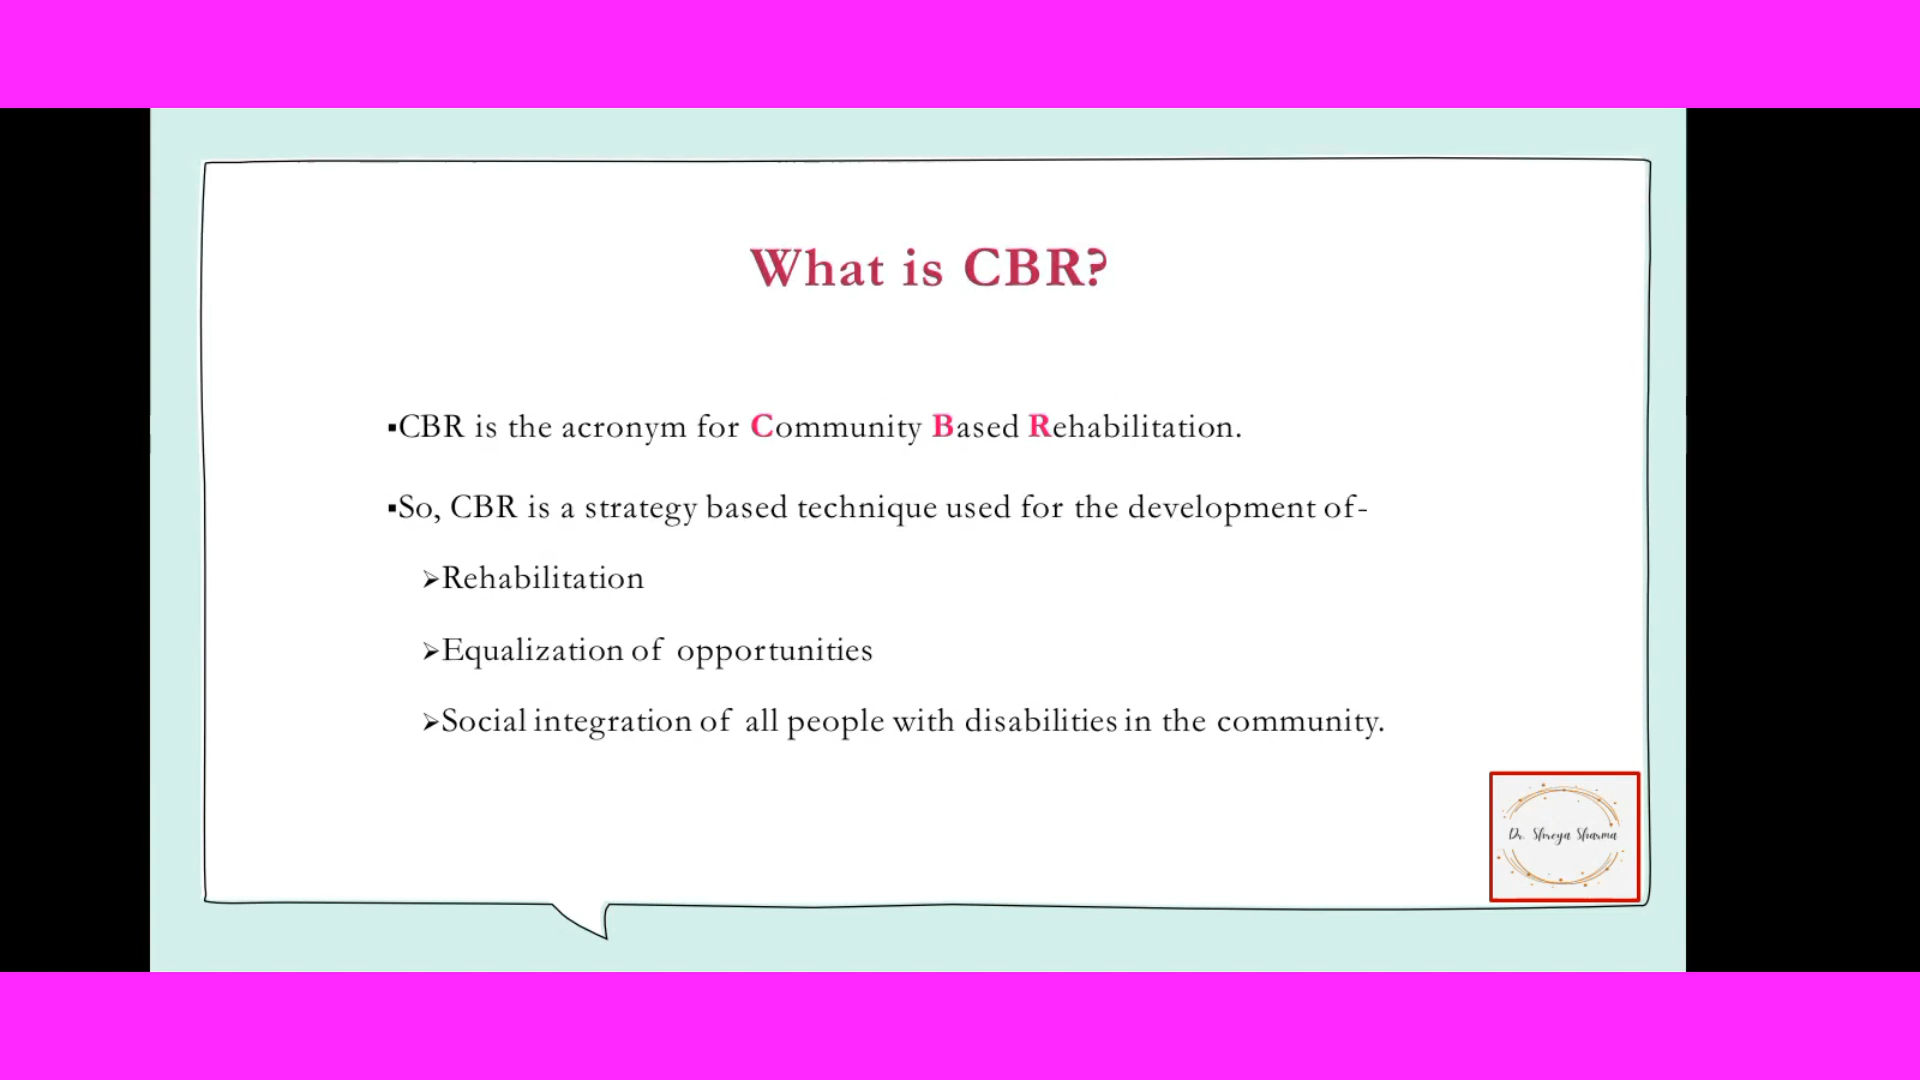 What is CBR?
▪CBR is the acronym for Community Based Rehabilitation.
▪So, CBR is a strategy based technique used for the development of-
➢Rehabilitation
➢Equalization of opportunities
➢Social integration of all people with disabilities in the community.
Dr. Shreya Sharma